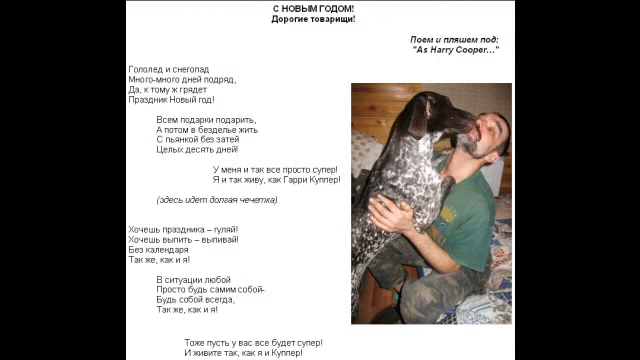 С НОВЫМ ГОДОМ!
Дорогие товарищи!
Поем и пляшем под:
"As Harry Cooper…"
Гололед и снегопад
Много-много дней подряд,
Да, к тому ж грядет
Праздник Новый год!
Всем подарки подарить,
А потом в безделье жить
С пьянкой без затей
Целых десять дней!
У меня и так все просто супер!
Я и так живу, как Гарри Куппер!
(здесь идет долгая чечетка)
Хочешь праздника – гуляй!
Хочешь выпить – выпивай!
Без календаря
Так же, как и я!
В ситуации любой
Просто будь самим собой-
Будь собой всегда,
Так же, как и я!
Тоже пусть у вас все будет супер!
И живите так, как я и Куппер!